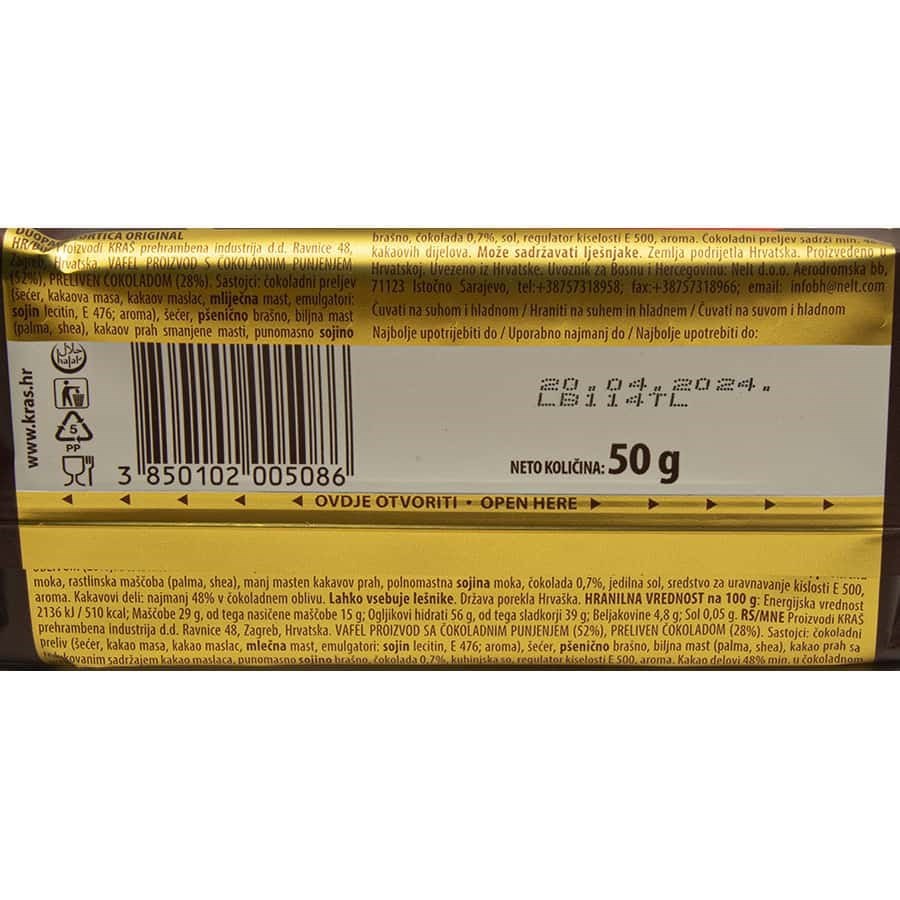 ORTICA ORIGINAL
Proizvodi KRAŠ prehrambena industrija d.d. Ravnice 48,
Zagreb, Hrvatska. VAFEL PROIZVOD S ČOKOLADNIM PUNJENJEM
(52%), PRELIVEN ČOKOLADOM (28%). Sastojci: čokoladni preljev
(šećer, kakaova masa, kakaov maslac, mliječna mast, emulgatori:
sojin lecitin, E 476; aroma), šećer, pšenično brašno, biljna mast
(palma, shea), kakaov prah smanjene masti, punomasno sojino
brašno, čokolada 0,7%, sol, regulator kiselosti E 500, aroma. Čokoladni preljev sadrži min. 48%
kakaovih dijelova. Može sadržavati lješnjake. Zemlja podrijetla Hrvatska. Proizvedeno u
Hrvatskoj. Uvezeno iz Hrvatske. Uvoznik za Bosnu i Hercegovinu: Nelt d.o.o. Aerodromska bb,
71123 Istočno Sarajevo, tel:+38757318958; fax:+38757318966; email: infobh@nelt.com
Čuvati na suhom i hladnom / Hraniti na suhem in hladnem / Čuvati na suvom i hladnom
Najbolje upotrijebiti do / Uporabno najmanj do / Najbolje upotrebiti do:
حلال
halal
www.kras.hr
5
PP
3 850102 005086
20.04.2024.
LB114TL
NETO KOLIČINA: 50 g
OVDJE OTVORITI • OPEN HERE
moka, rastlinska maščoba (palma, shea), manj masten kakavov prah, polnomastna sojina moka, čokolada 0,7%, jedilna sol, sredstvo za uravnavanje kislosti E 500,
aroma. Kakavovi deli: najmanj 48% v čokoladnem oblivu. Lahko vsebuje lešnike. Država porekla Hrvaška. HRANILNA VREDNOST na 100 g: Energijska vrednost
2136 kJ / 510 kcal; Maščobe 29 g, od tega nasičene maščobe 15 g; Ogljikovi hidrati 56 g, od tega sladkorji 39 g; Beljakovine 4,8 g; Sol 0,05 g. RS/MNE Proizvodi KRAŠ
prehrambena industrija d.d. Ravnice 48, Zagreb, Hrvatska. VAFEL PROIZVOD SA ČOKOLADNIM PUNJENJEM (52%), PRELIVEN ČOKOLADOM (28%). Sastojci: čokoladni
preliv (šećer, kakao masa, kakao maslac, mlečna mast, emulgatori: sojin lecitin, E 476; aroma), šećer, pšenično brašno, biljna mast (palma, shea), kakao prah sa
sadržajem kakao maslaca, punomasno sojino brašno, čokolada 0,7%, kuhinjska so, regulator kiselosti E 500, aroma. Kakao delovi 48% min. u čokoladnom